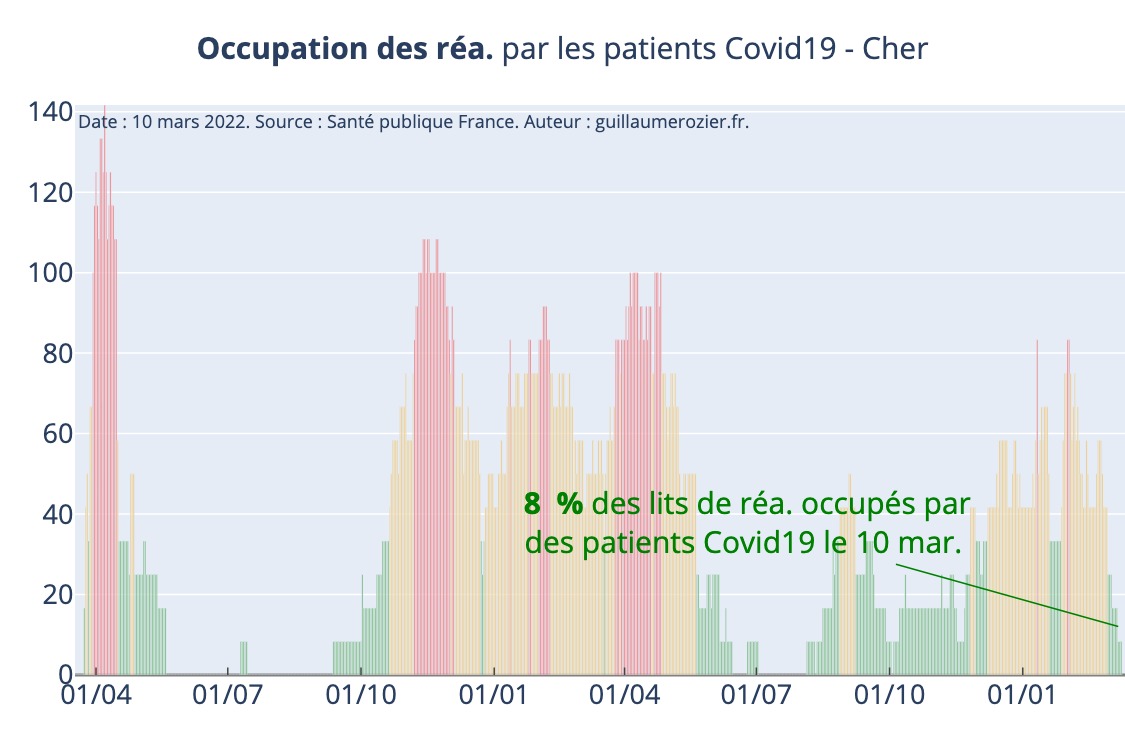 Occupation des réa. par les patients Covid19 - Cher
140
Date : 10 mars 2022. Source : Santé publique France. Auteur : guillaumerozier.fr.
120
100
80
60
40
8 % des lits de réa. occupés par
des patients Covid19 le 10 mar.
20
0
01/04 01/07 01/10 01/01 01/04 01/07 01/10 01/01